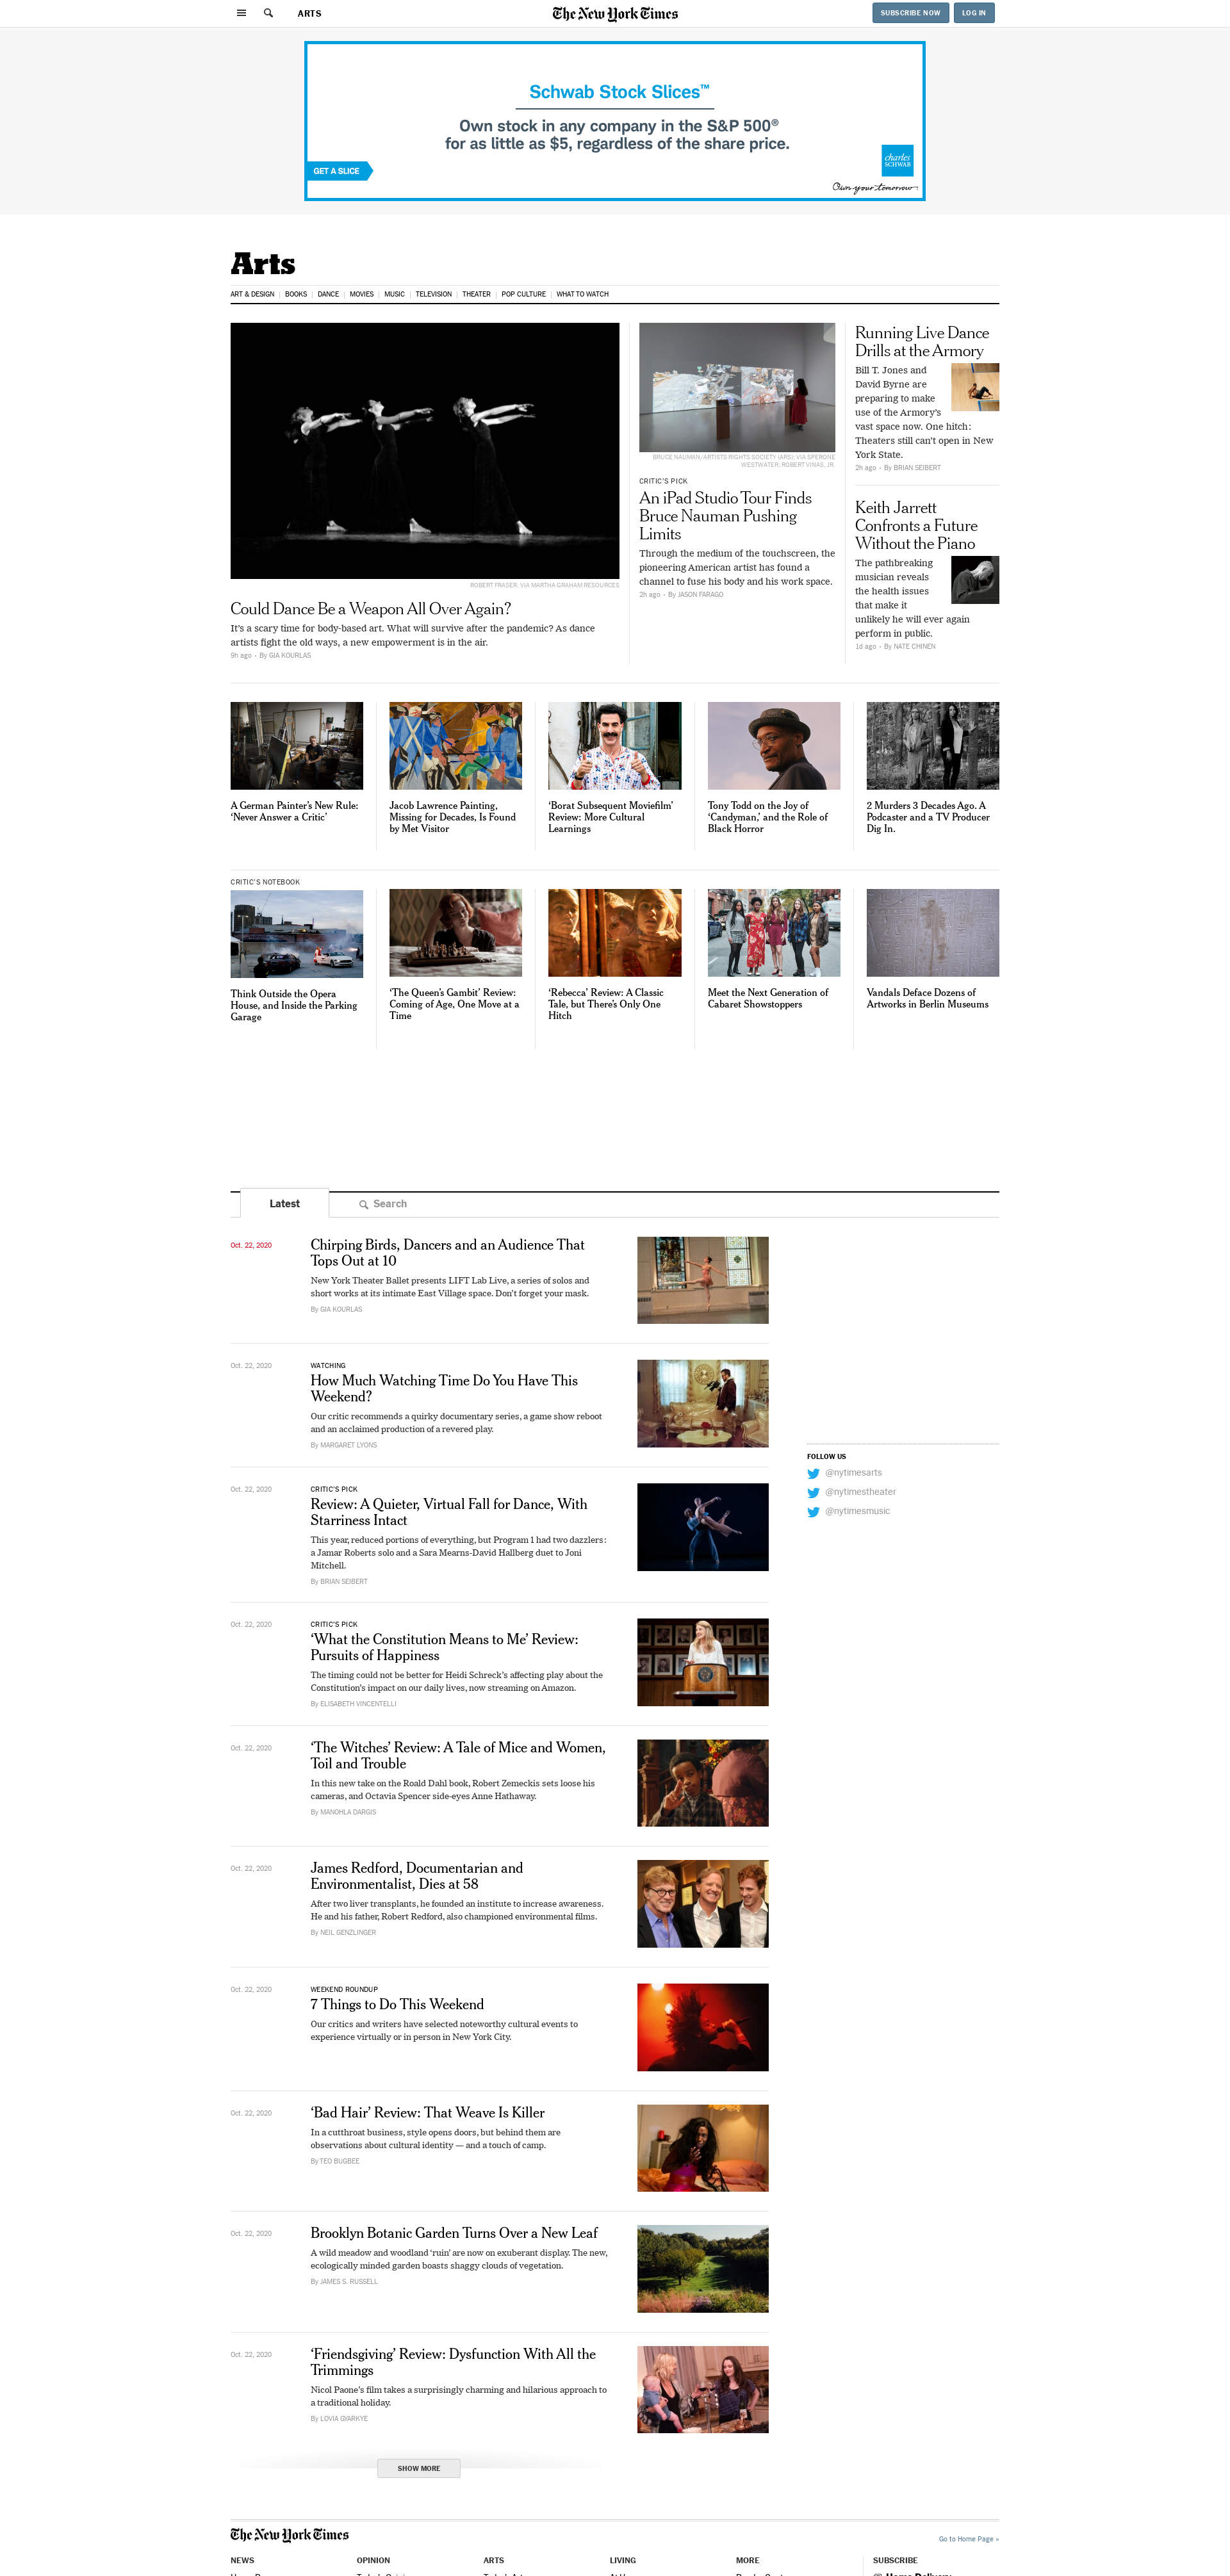 ARTS
The New York Times
SUBSCRIBE NOW
LOG IN
Schwab Stock Slices™
Own stock in any company in the S&P 500®
for as little as $5, regardless of the share price.
GET A SLICE
charles
SCHWAB
Own your tomorrow
Arts
ART & DESIGN
BOOKS
DANCE
MOVIES
MUSIC
TELEVISION
THEATER
POP CULTURE
WHAT TO WATCH
ROBERT FRASER, VIA MARTHA GRAHAM RESOURCES
Could Dance Be a Weapon All Over Again?
It's a scary time for body-based art. What will survive after the pandemic? As dance
artists fight the old ways, a new empowerment is in the air.
9h ago • By GIA KOURLAS
BRUCE NAUMAN/ARTISTS RIGHTS SOCIETY (ARS); VIA SPERONE
WESTWATER; ROBERT VINAS, JR.
CRITIC'S PICK
An iPad Studio Tour Finds
Bruce Nauman Pushing
Limits
Through the medium of the touchscreen, the
pioneering American artist has found a
channel to fuse his body and his work space.
2h ago • By JASON FARAGO
Running Live Dance
Drills at the Armory
Bill T. Jones and
David Byrne are
preparing to make
use of the Armory's
vast space now. One hitch:
Theaters still can't open in New
York State.
2h ago • By BRIAN SEIBERT
Keith Jarrett
Confronts a Future
Without the Piano
The pathbreaking
musician reveals
the health issues
that make it
unlikely he will ever again
perform in public.
1d ago • By NATE CHINEN
A German Painter's New Rule:
‘Never Answer a Critic’
Jacob Lawrence Painting,
Missing for Decades, Is Found
by Met Visitor
‘Borat Subsequent Moviefilm’
Review: More Cultural
Learnings
Tony Todd on the Joy of
‘Candyman,’ and the Role of
Black Horror
2 Murders 3 Decades Ago. A
Podcaster and a TV Producer
Dig In.
CRITIC'S NOTEBOOK
Think Outside the Opera
House, and Inside the Parking
Garage
‘The Queen's Gambit’ Review:
Coming of Age, One Move at a
Time
‘Rebecca’ Review: A Classic
Tale, but There's Only One
Hitch
Meet the Next Generation of
Cabaret Showstoppers
Vandals Deface Dozens of
Artworks in Berlin Museums
Latest
Search
Oct. 22, 2020
Chirping Birds, Dancers and an Audience That
Tops Out at 10
New York Theater Ballet presents LIFT Lab Live, a series of solos and
short works at its intimate East Village space. Don't forget your mask.
By GIA KOURLAS
Oct. 22, 2020
WATCHING
How Much Watching Time Do You Have This
Weekend?
Our critic recommends a quirky documentary series, a game show reboot
and an acclaimed production of a revered play.
By MARGARET LYONS
FOLLOW US
@nytimesarts
@nytimestheater
@nytimesmusic
Oct. 22, 2020
CRITIC'S PICK
Review: A Quieter, Virtual Fall for Dance, With
Starriness Intact
This year, reduced portions of everything, but Program 1 had two dazzlers:
a Jamar Roberts solo and a Sara Mearns-David Hallberg duet to Joni
Mitchell.
By BRIAN SEIBERT
Oct. 22, 2020
CRITIC'S PICK
‘What the Constitution Means to Me’ Review:
Pursuits of Happiness
The timing could not be better for Heidi Schreck's affecting play about the
Constitution's impact on our daily lives, now streaming on Amazon.
By ELISABETH VINCENTELLI
Oct. 22, 2020
‘The Witches’ Review: A Tale of Mice and Women,
Toil and Trouble
In this new take on the Roald Dahl book, Robert Zemeckis sets loose his
cameras, and Octavia Spencer side-eyes Anne Hathaway.
By MANOHLA DARGIS
Oct. 22, 2020
James Redford, Documentarian and
Environmentalist, Dies at 58
After two liver transplants, he founded an institute to increase awareness.
He and his father, Robert Redford, also championed environmental films.
By NEIL GENZLINGER
Oct. 22, 2020
WEEKEND ROUNDUP
7 Things to Do This Weekend
Our critics and writers have selected noteworthy cultural events to
experience virtually or in person in New York City.
Oct. 22, 2020
‘Bad Hair’ Review: That Weave Is Killer
In a cutthroat business, style opens doors, but behind them are
observations about cultural identity — and a touch of camp.
By TEO BUGBEE
Oct. 22, 2020
Brooklyn Botanic Garden Turns Over a New Leaf
A wild meadow and woodland ‘ruin’ are now on exuberant display. The new,
ecologically minded garden boasts shaggy clouds of vegetation.
By JAMES S. RUSSELL
Oct. 22, 2020
‘Friendsgiving’ Review: Dysfunction With All the
Trimmings
Nicol Paone's film takes a surprisingly charming and hilarious approach to
a traditional holiday.
By LOVIA GYARKYE
SHOW MORE
The New York Times
Go to Home Page »
NEWS
OPINION
ARTS
LIVING
MORE
SUBSCRIBE